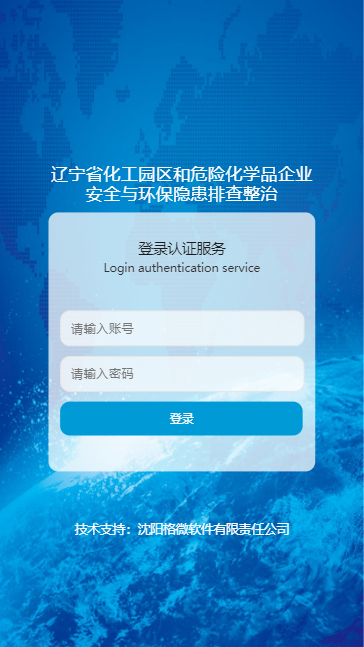 辽宁省化工园区和危险化学品企业
安全与环保隐患排查整治
登录认证服务
Login authentication service
请输入账号
请输入密码
登录
技术支持：沈阳格微软件有限责任公司